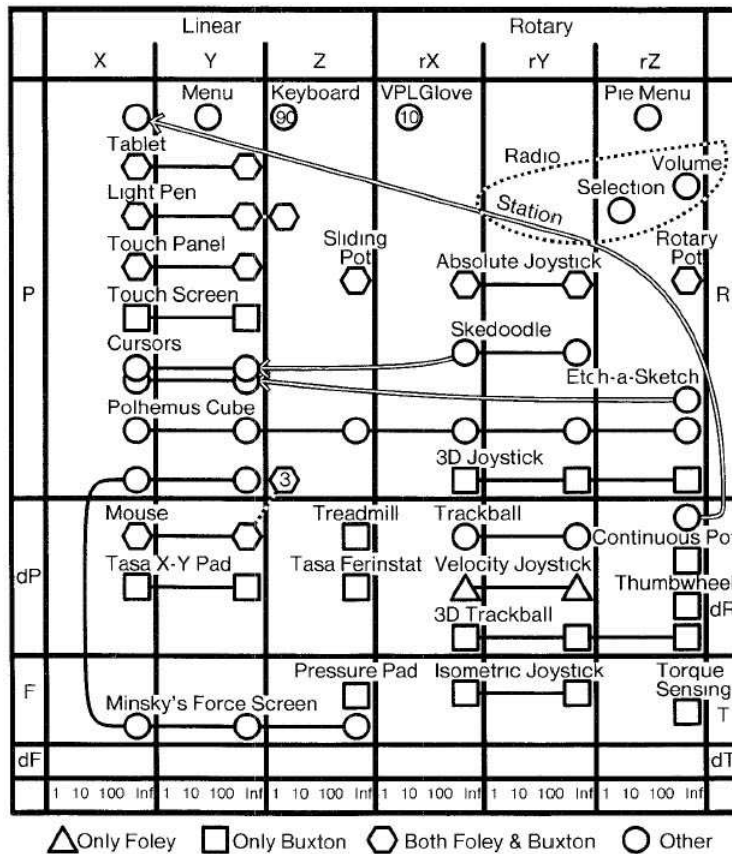 Linear Rotary
X Y Z rX rY rZ
Menu Keyboard VPLGlove Pie Menu
90 10
Tablet Radio Volume
Light Pen Selection
Station
Touch Panel Sliding Pot Absolute Joystick Rotary Pot
P R
Touch Screen
Cursors Skedoodle
Etch-a-Sketch
Polhemus Cube
3D Joystick
3
Mouse Treadmill Trackball
Continuous Pot
dP Tasa X-Y Pad Tasa Ferinstat Velocity Joystick Thumbwheel
dR
3D Trackball
F Pressure Pad Isometric Joystick Torque Sensing
T
Minsky's Force Screen
dF dT
1 10 100 Inf 1 10 100 Inf 1 10 100 Inf 1 10 100 Inf 1 10 100 Inf 1 10 100 Inf
Only Foley Only Buxton Both Foley & Buxton Other